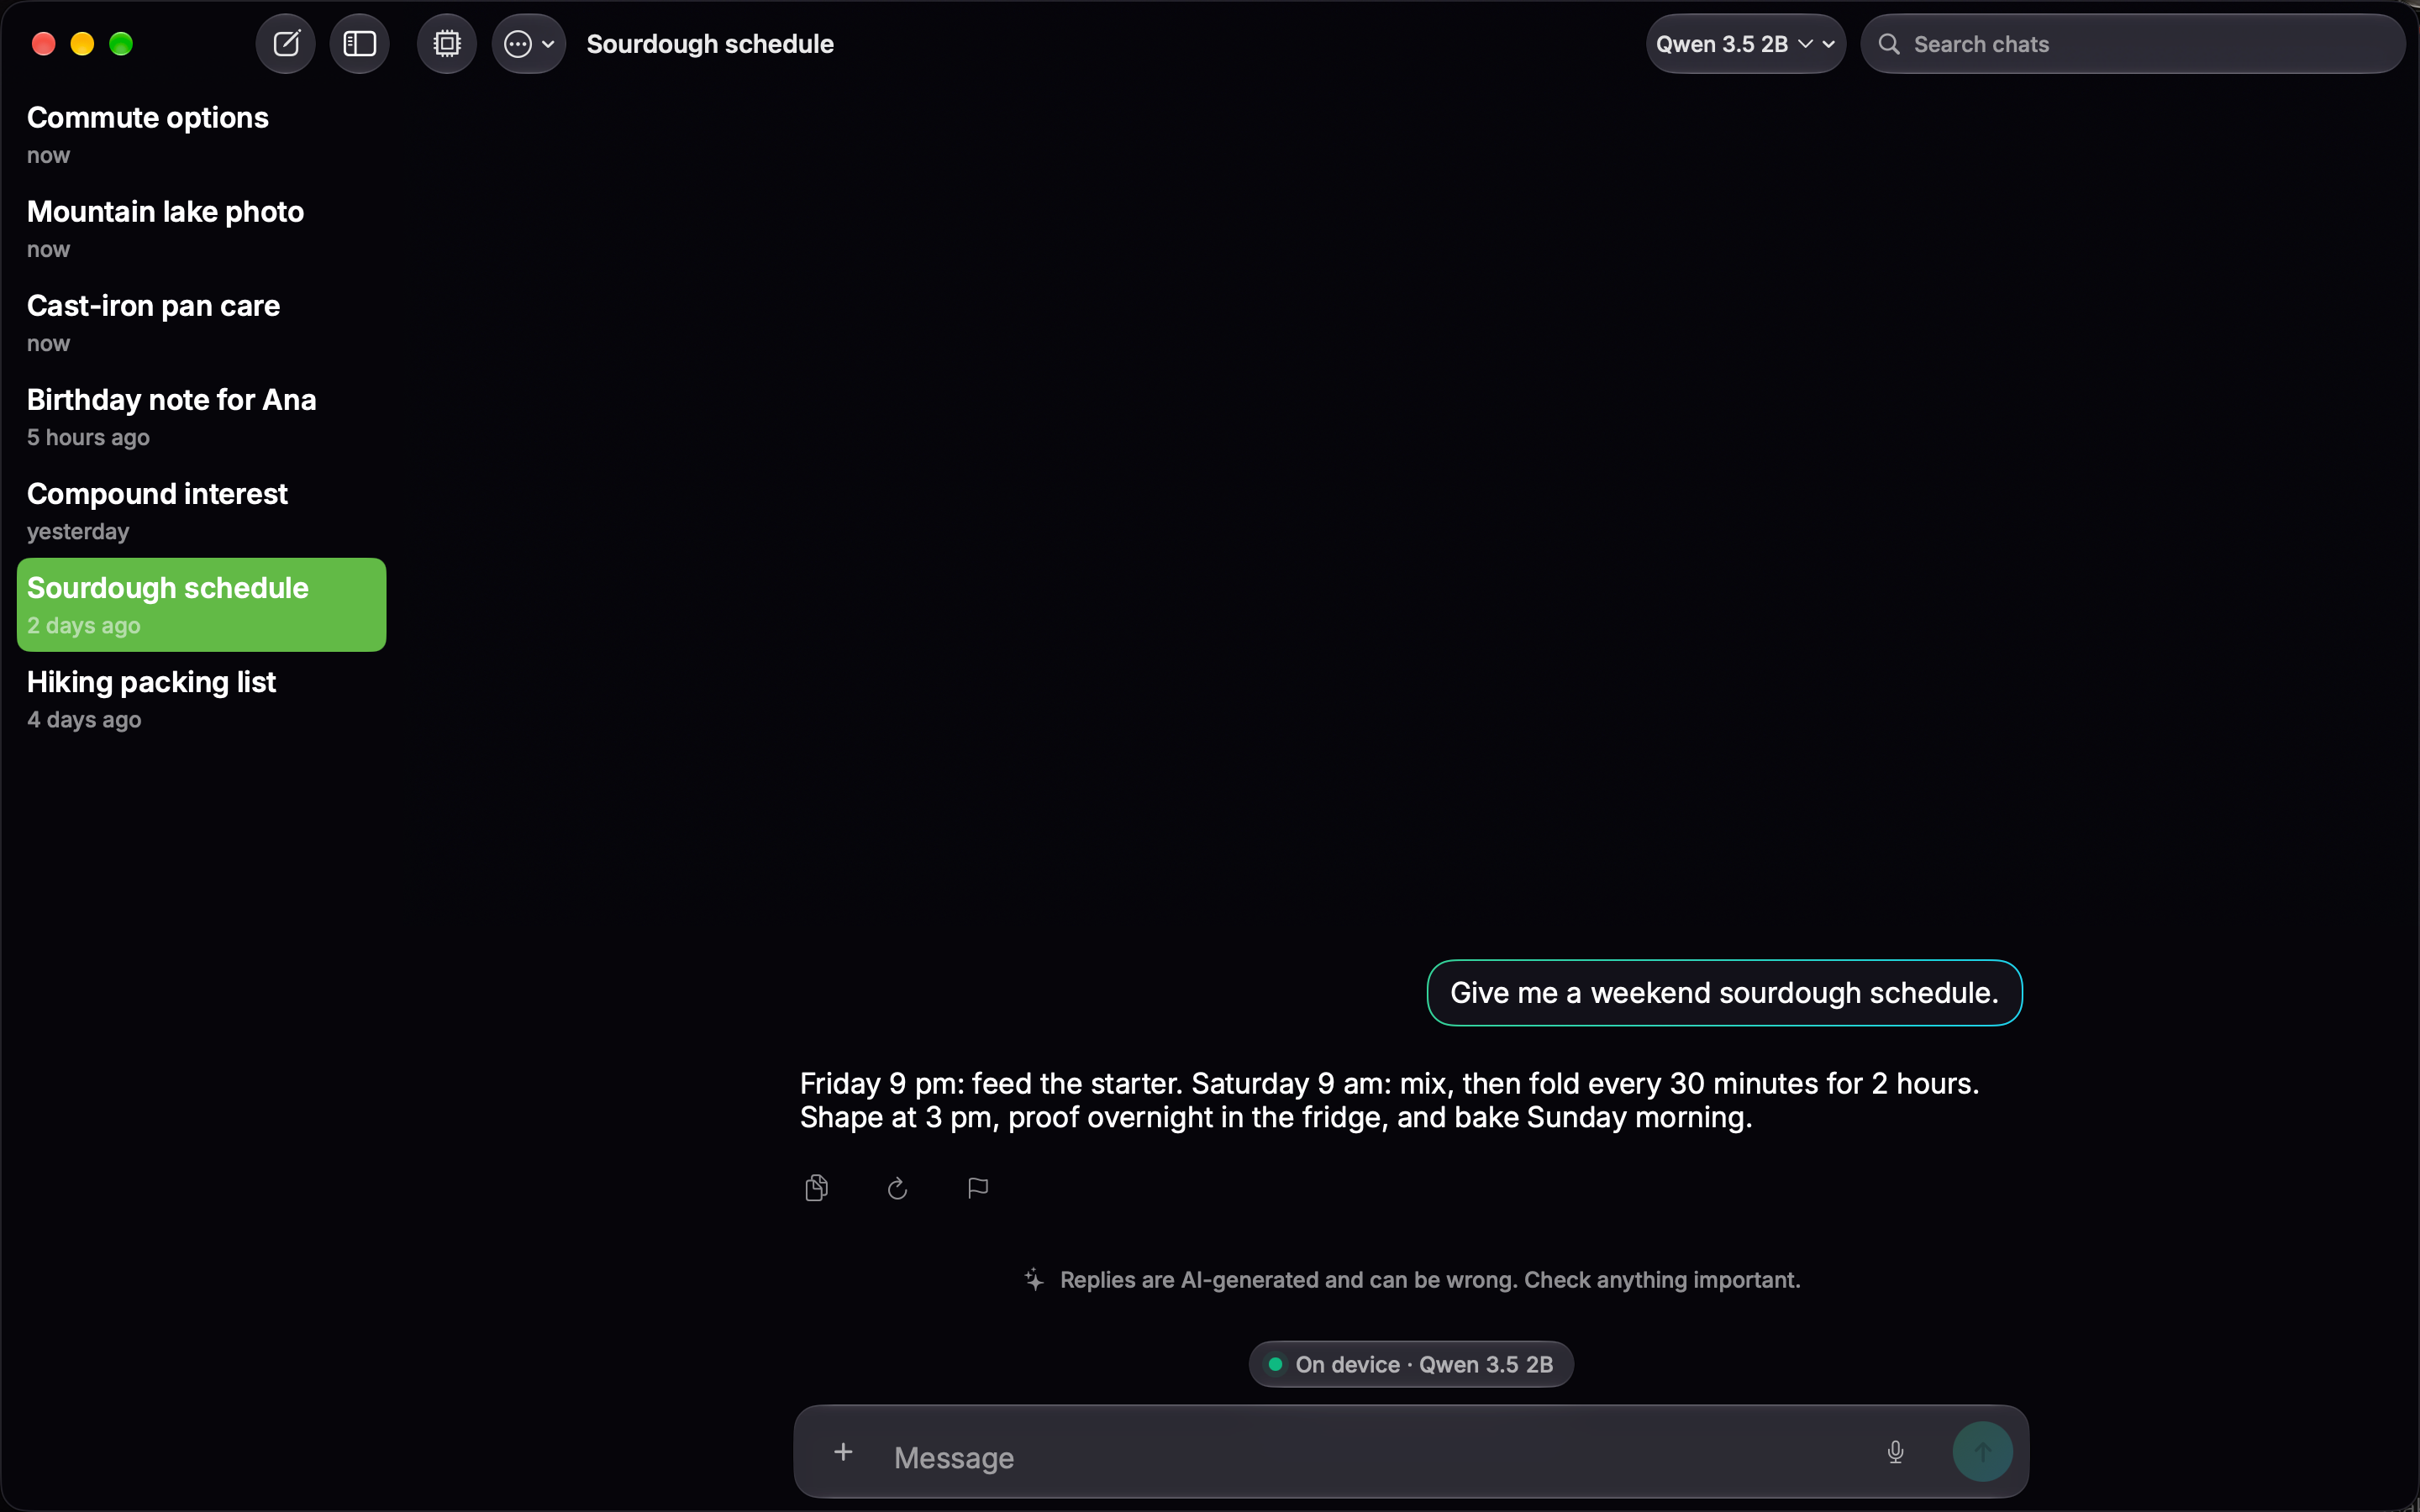 Sourdough schedule
Qwen 3.5 2B
Search chats
Commute options
now
Mountain lake photo
now
Cast-iron pan care
now
Birthday note for Ana
5 hours ago
Compound interest
yesterday
Sourdough schedule
2 days ago
Hiking packing list
4 days ago
Give me a weekend sourdough schedule.
Friday 9 pm: feed the starter. Saturday 9 am: mix, then fold every 30 minutes for 2 hours.
Shape at 3 pm, proof overnight in the fridge, and bake Sunday morning.
Replies are AI-generated and can be wrong. Check anything important.
On device · Qwen 3.5 2B
Message